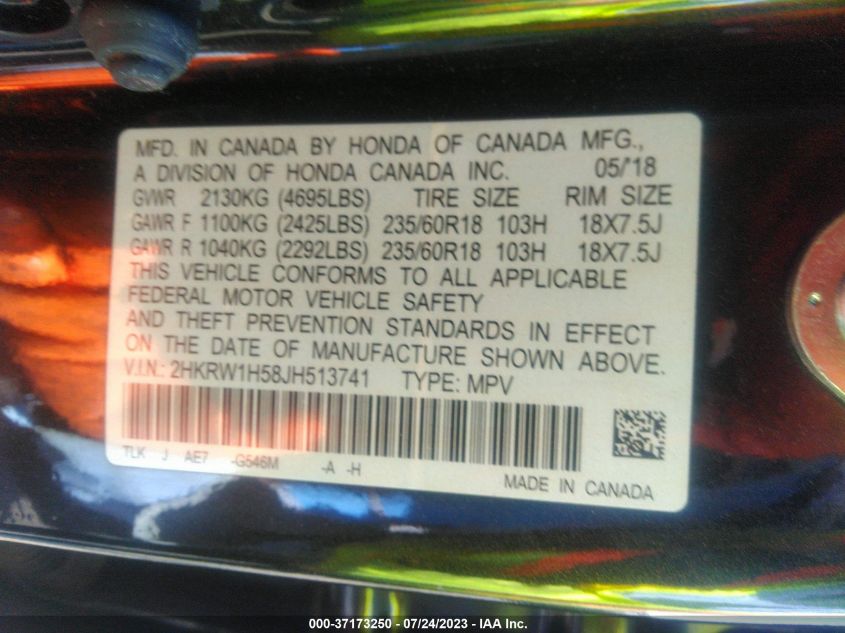 MFD. IN CANADA BY HONDA OF CANADA MFG.,
A DIVISION OF HONDA CANADA INC. 05/'18
GVWR 2130KG (4695LBS) TIRE SIZE RIM SIZE
GAWR F 1100KG (2425LBS) 235/60R18 103H 18X7.5J
GAWR R 1040KG (2292LBS) 235/60R18 103H 18X7.5J
THIS VEHICLE CONFORMS TO ALL APPLICABLE
FEDERAL MOTOR VEHICLE SAFETY
AND THEFT PREVENTION STANDARDS IN EFFECT
ON THE DATE OF MANUFACTURE SHOWN ABOVE.
V.I.N.: 2HKRW1H58JH513741 TYPE: MPV
TLK J AE7 -G546M -A -H
MADE IN CANADA
000-37173250 - 07/24/2023 - IAA Inc.